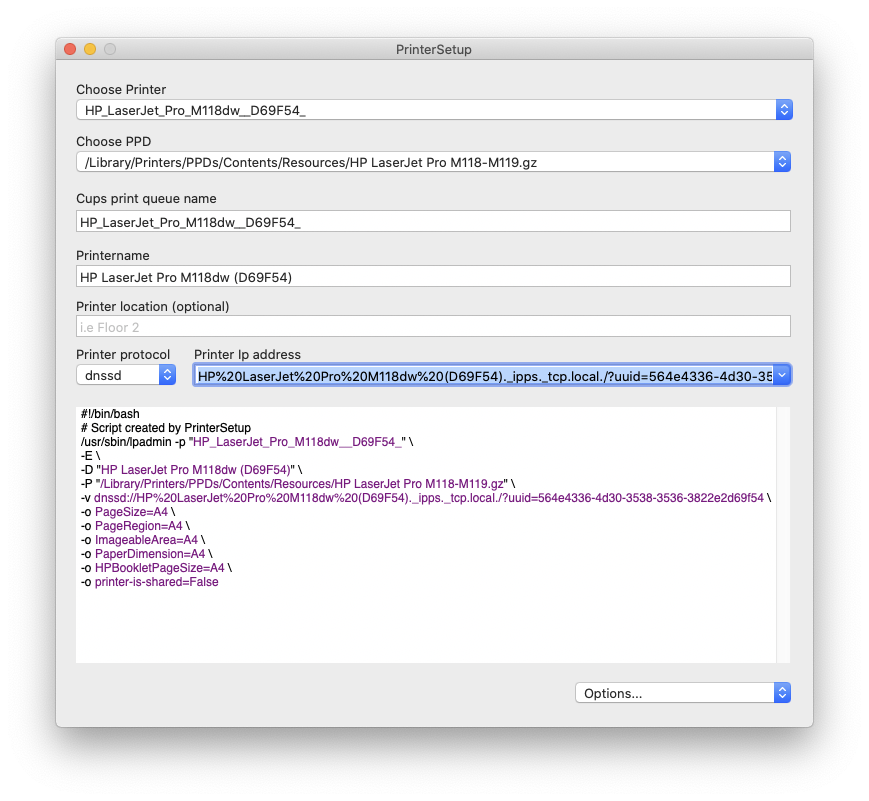 PrinterSetup
Choose Printer
HP_LaserJet_Pro_M118dw__D69F54_
Choose PPD
/Library/Printers/PPDs/Contents/Resources/HP LaserJet Pro M118-M119.gz
Cups print queue name
HP_LaserJet_Pro_M118dw__D69F54_
Printername
HP LaserJet Pro M118dw (D69F54)
Printer location (optional)
i.e Floor 2
Printer protocol Printer Ip address
dnssd HP%20LaserJet%20Pro%20M118dw%20(D69F54)._ipps._tcp.local./?uuid=564e4336-4d30-35
#!/bin/bash
# Script created by PrinterSetup
/usr/sbin/lpadmin -p "HP_LaserJet_Pro_M118dw__D69F54_" \
-E \
-D "HP LaserJet Pro M118dw (D69F54)" \
-P "/Library/Printers/PPDs/Contents/Resources/HP LaserJet Pro M118-M119.gz" \
-v dnssd://HP%20LaserJet%20Pro%20M118dw%20(D69F54)._ipps._tcp.local./?uuid=564e4336-4d30-3538-3536-3822e2d69f54 \
-o PageSize=A4 \
-o PageRegion=A4 \
-o ImageableArea=A4 \
-o PaperDimension=A4 \
-o HPBookletPageSize=A4 \
-o printer-is-shared=False
Options...